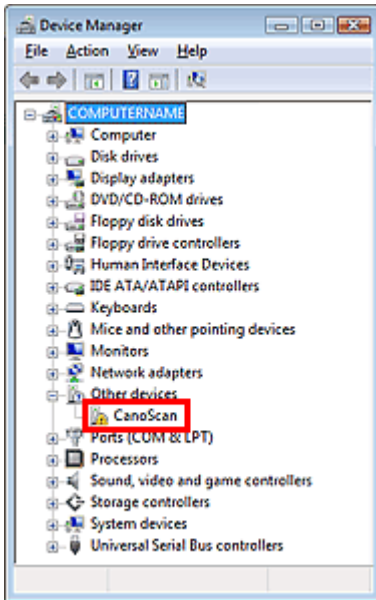 Device Manager
File Action View Help
COMPUTERNAME
Computer
Disk drives
Display adapters
DVD/CD-ROM drives
Floppy disk drives
Floppy drive controllers
Human Interface Devices
IDE ATA/ATAPI controllers
Keyboards
Mice and other pointing devices
Monitors
Network adapters
Other devices
CanoScan
Ports (COM & LPT)
Processors
Sound, video and game controllers
Storage controllers
System devices
Universal Serial Bus controllers